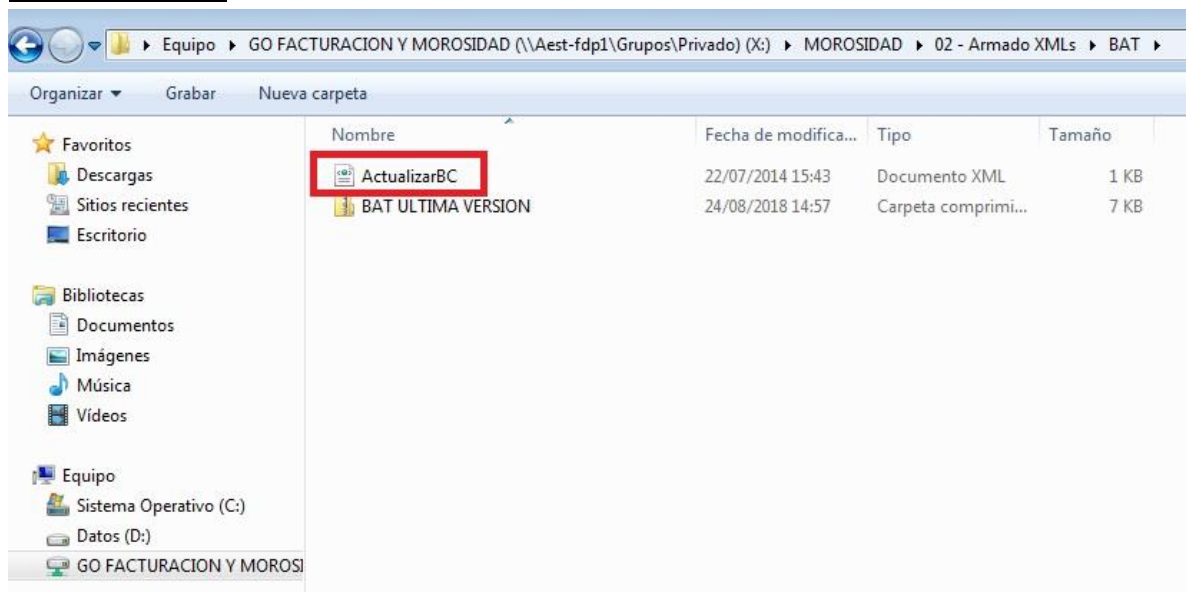 Equipo ▸ GO FACTURACION Y MOROSIDAD (\\Aest-fdp1\Grupos\Privado) (X:) ▸ MOROSIDAD ▸ 02 - Armado XMLs ▸ BAT ▸
Organizar Grabar Nueva carpeta
Favoritos
Descargas
Sitios recientes
Escritorio
Bibliotecas
Documentos
Imágenes
Música
Vídeos
Equipo
Sistema Operativo (C:)
Datos (D:)
GO FACTURACION Y MOROSI
Nombre Fecha de modifica... Tipo Tamaño
ActualizarBC 22/07/2014 15:43 Documento XML 1 KB
BAT ULTIMA VERSION 24/08/2018 14:57 Carpeta comprimi... 7 KB